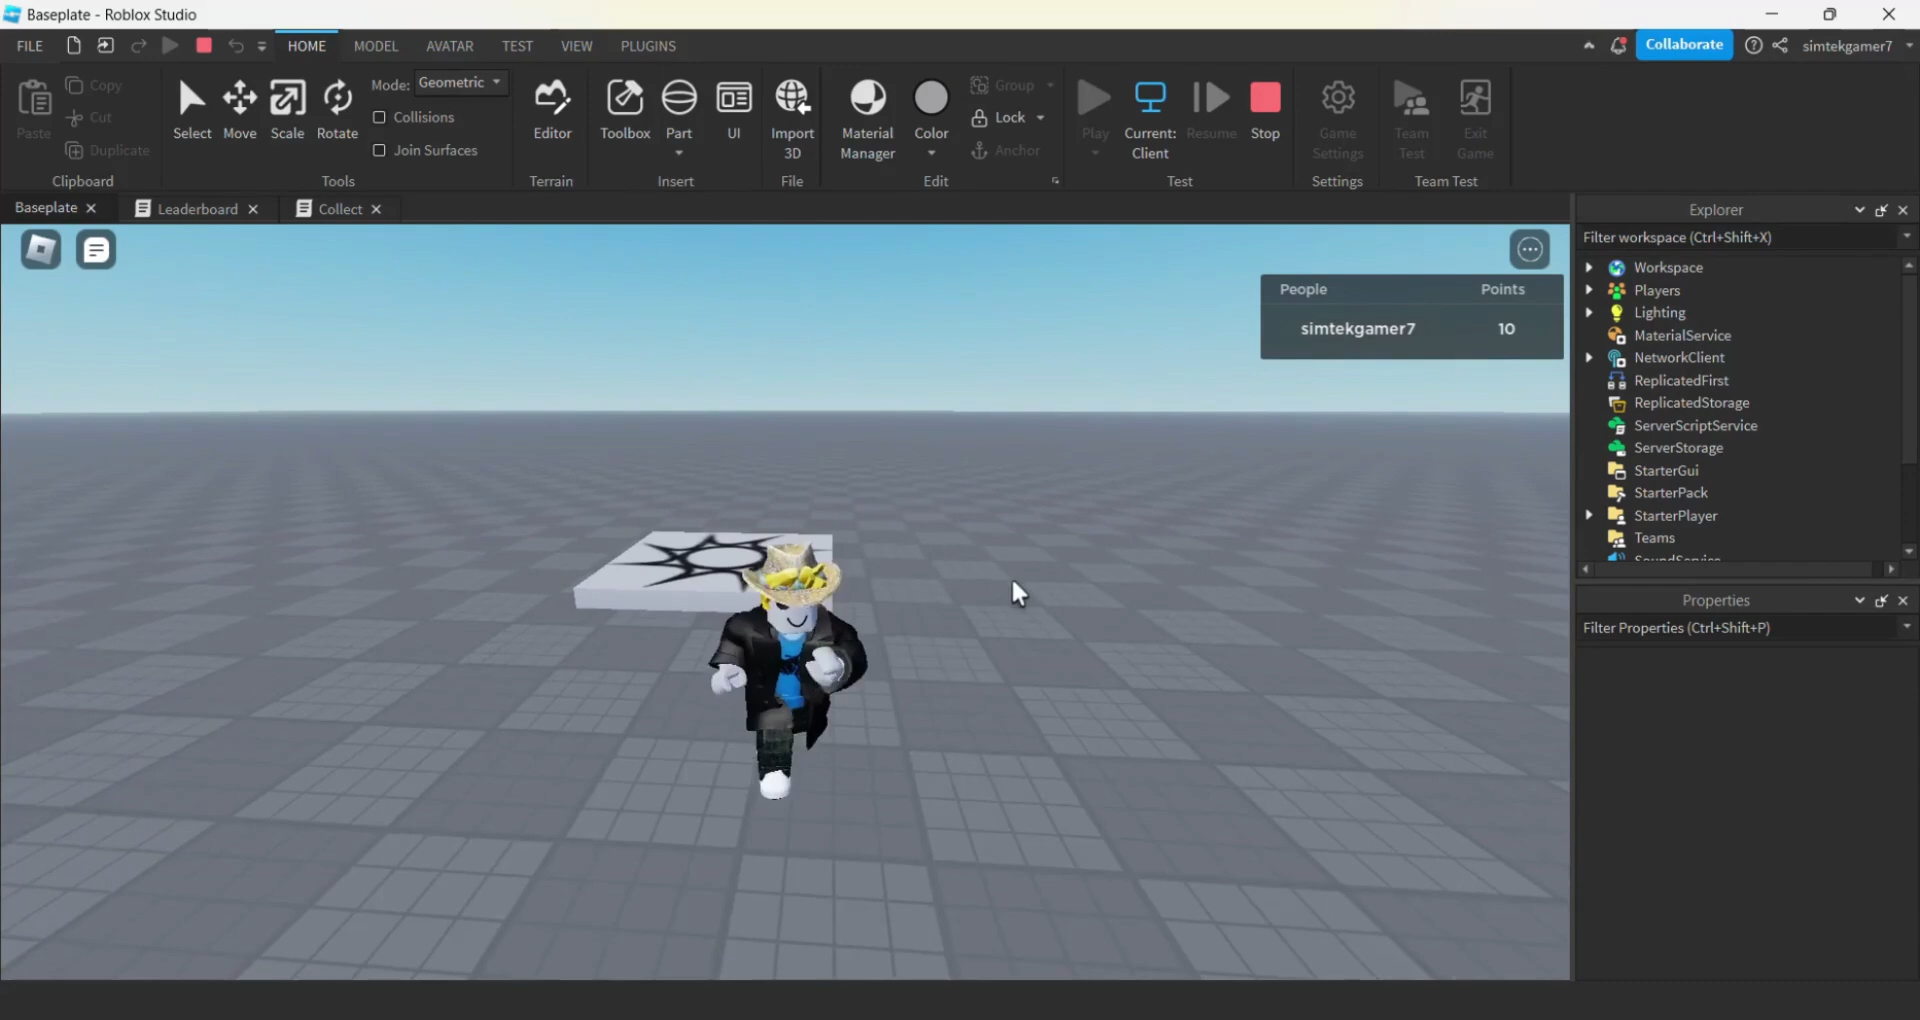 Baseplate - Roblox Studio
FILE HOME MODEL AVATAR TEST VIEW PLUGINS Collaborate simtekgamer7
Paste Copy Cut Duplicate
Clipboard
Select Move Scale Rotate
Mode: Geometric
Collisions
Join Surfaces
Tools
Editor
Terrain
Toolbox Part UI
Insert
Import 3D
File
Material Manager Color Group Lock Anchor
Edit
Play Current: Client Resume Stop
Test
Game Settings
Settings
Team Test Exit Game
Team Test
Baseplate Leaderboard Collect
People Points
simtekgamer7 10
Explorer
Filter workspace (Ctrl+Shift+X)
Workspace
Players
Lighting
MaterialService
NetworkClient
ReplicatedFirst
ReplicatedStorage
ServerScriptService
ServerStorage
StarterGui
StarterPack
StarterPlayer
Teams
SoundService
Properties
Filter Properties (Ctrl+Shift+P)